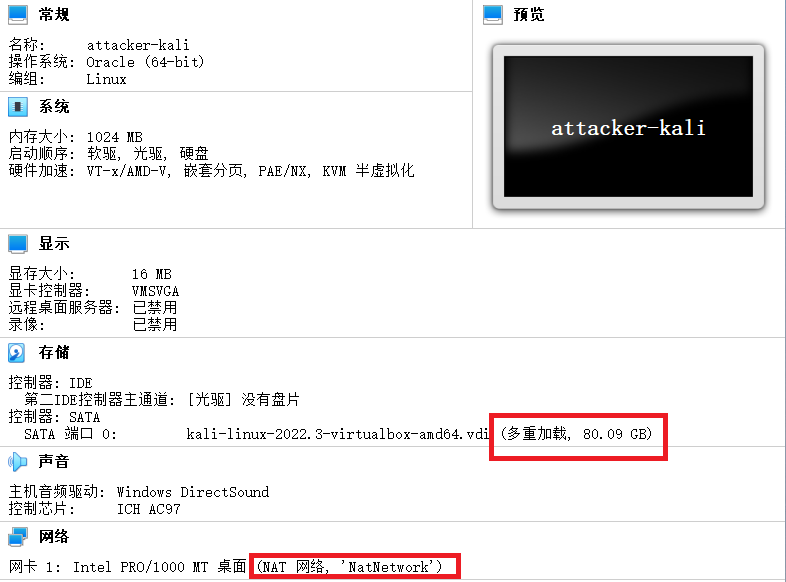 常规
名称: attacker-kali
操作系统: Oracle (64-bit)
编组: Linux
预览
attacker-kali
系统
内存大小: 1024 MB
启动顺序: 软驱, 光驱, 硬盘
硬件加速: VT-x/AMD-V, 嵌套分页, PAE/NX, KVM 半虚拟化
显示
显存大小: 16 MB
显卡控制器: VMSVGA
远程桌面服务器: 已禁用
录像: 已禁用
存储
控制器: IDE
第二IDE控制器主通道: [光驱] 没有盘片
控制器: SATA
SATA 端口 0: kali-linux-2022.3-virtualbox-amd64.vdi (多重加载, 80.09 GB)
声音
主机音频驱动: Windows DirectSound
控制芯片: ICH AC97
网络
网卡 1: Intel PRO/1000 MT 桌面 (NAT 网络, 'NatNetwork')